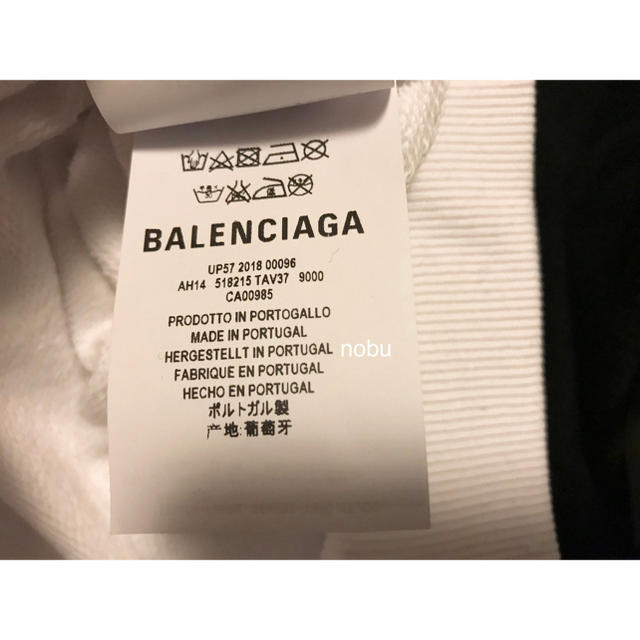 BALENCIAGA
UP57 2018 00096
AH14 518215 TAV37 9000
CA00985
PRODOTTO IN PORTOGALLO
MADE IN PORTUGAL
HERGESTELLT IN PORTUGAL nobu
FABRIQUE EN PORTUGAL
HECHO EN PORTUGAL
ポルトガル製
产地:葡萄牙